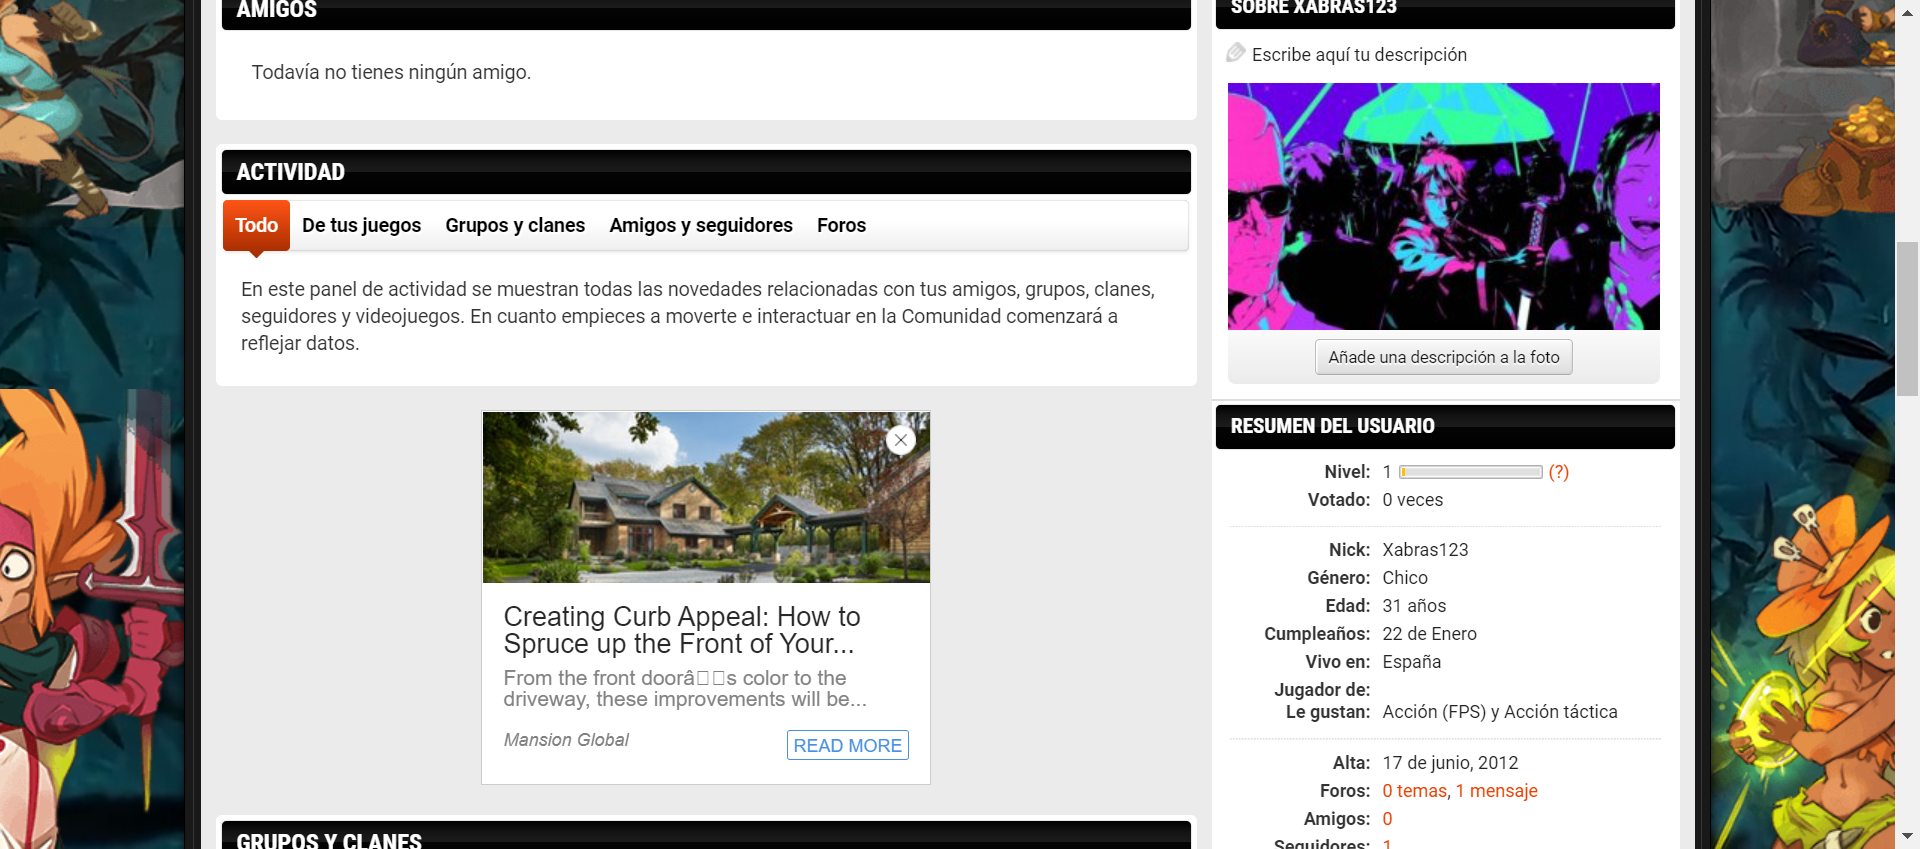 AMIGOS
Todavía no tienes ningún amigo.
ACTIVIDAD
Todo De tus juegos Grupos y clanes Amigos y seguidores Foros
En este panel de actividad se muestran todas las novedades relacionadas con tus amigos, grupos, clanes,
seguidores y videojuegos. En cuanto empieces a moverte e interactuar en la Comunidad comenzará a
reflejar datos.
Creating Curb Appeal: How to
Spruce up the Front of Your...
From the front doorâ□□s color to the
driveway, these improvements will be...
Mansion Global
READ MORE
GRUPOS Y CLANES
SOBRE XABRAS123
Escribe aquí tu descripción
Añade una descripción a la foto
RESUMEN DEL USUARIO
Nivel: 1 (?)
Votado: 0 veces
Nick: Xabras123
Género: Chico
Edad: 31 años
Cumpleaños: 22 de Enero
Vivo en: España
Jugador de:
Le gustan: Acción (FPS) y Acción táctica
Alta: 17 de junio, 2012
Foros: 0 temas, 1 mensaje
Amigos: 0
Seguidores: 1